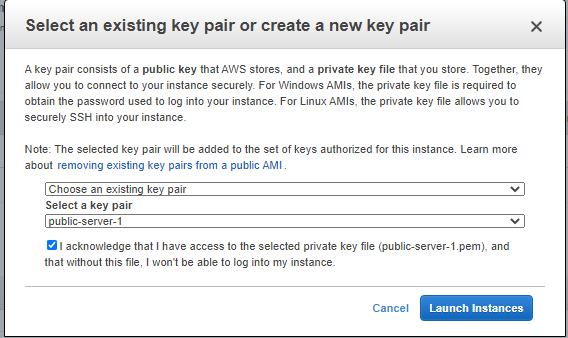 Select an existing key pair or create a new key pair
A key pair consists of a public key that AWS stores, and a private key file that you store. Together, they
allow you to connect to your instance securely. For Windows AMIs, the private key file is required to
obtain the password used to log into your instance. For Linux AMIs, the private key file allows you to
securely SSH into your instance.
Note: The selected key pair will be added to the set of keys authorized for this instance. Learn more
about removing existing key pairs from a public AMI.
Choose an existing key pair
Select a key pair
public-server-1
I acknowledge that I have access to the selected private key file (public-server-1.pem), and
that without this file, I won't be able to log into my instance.
Cancel Launch Instances